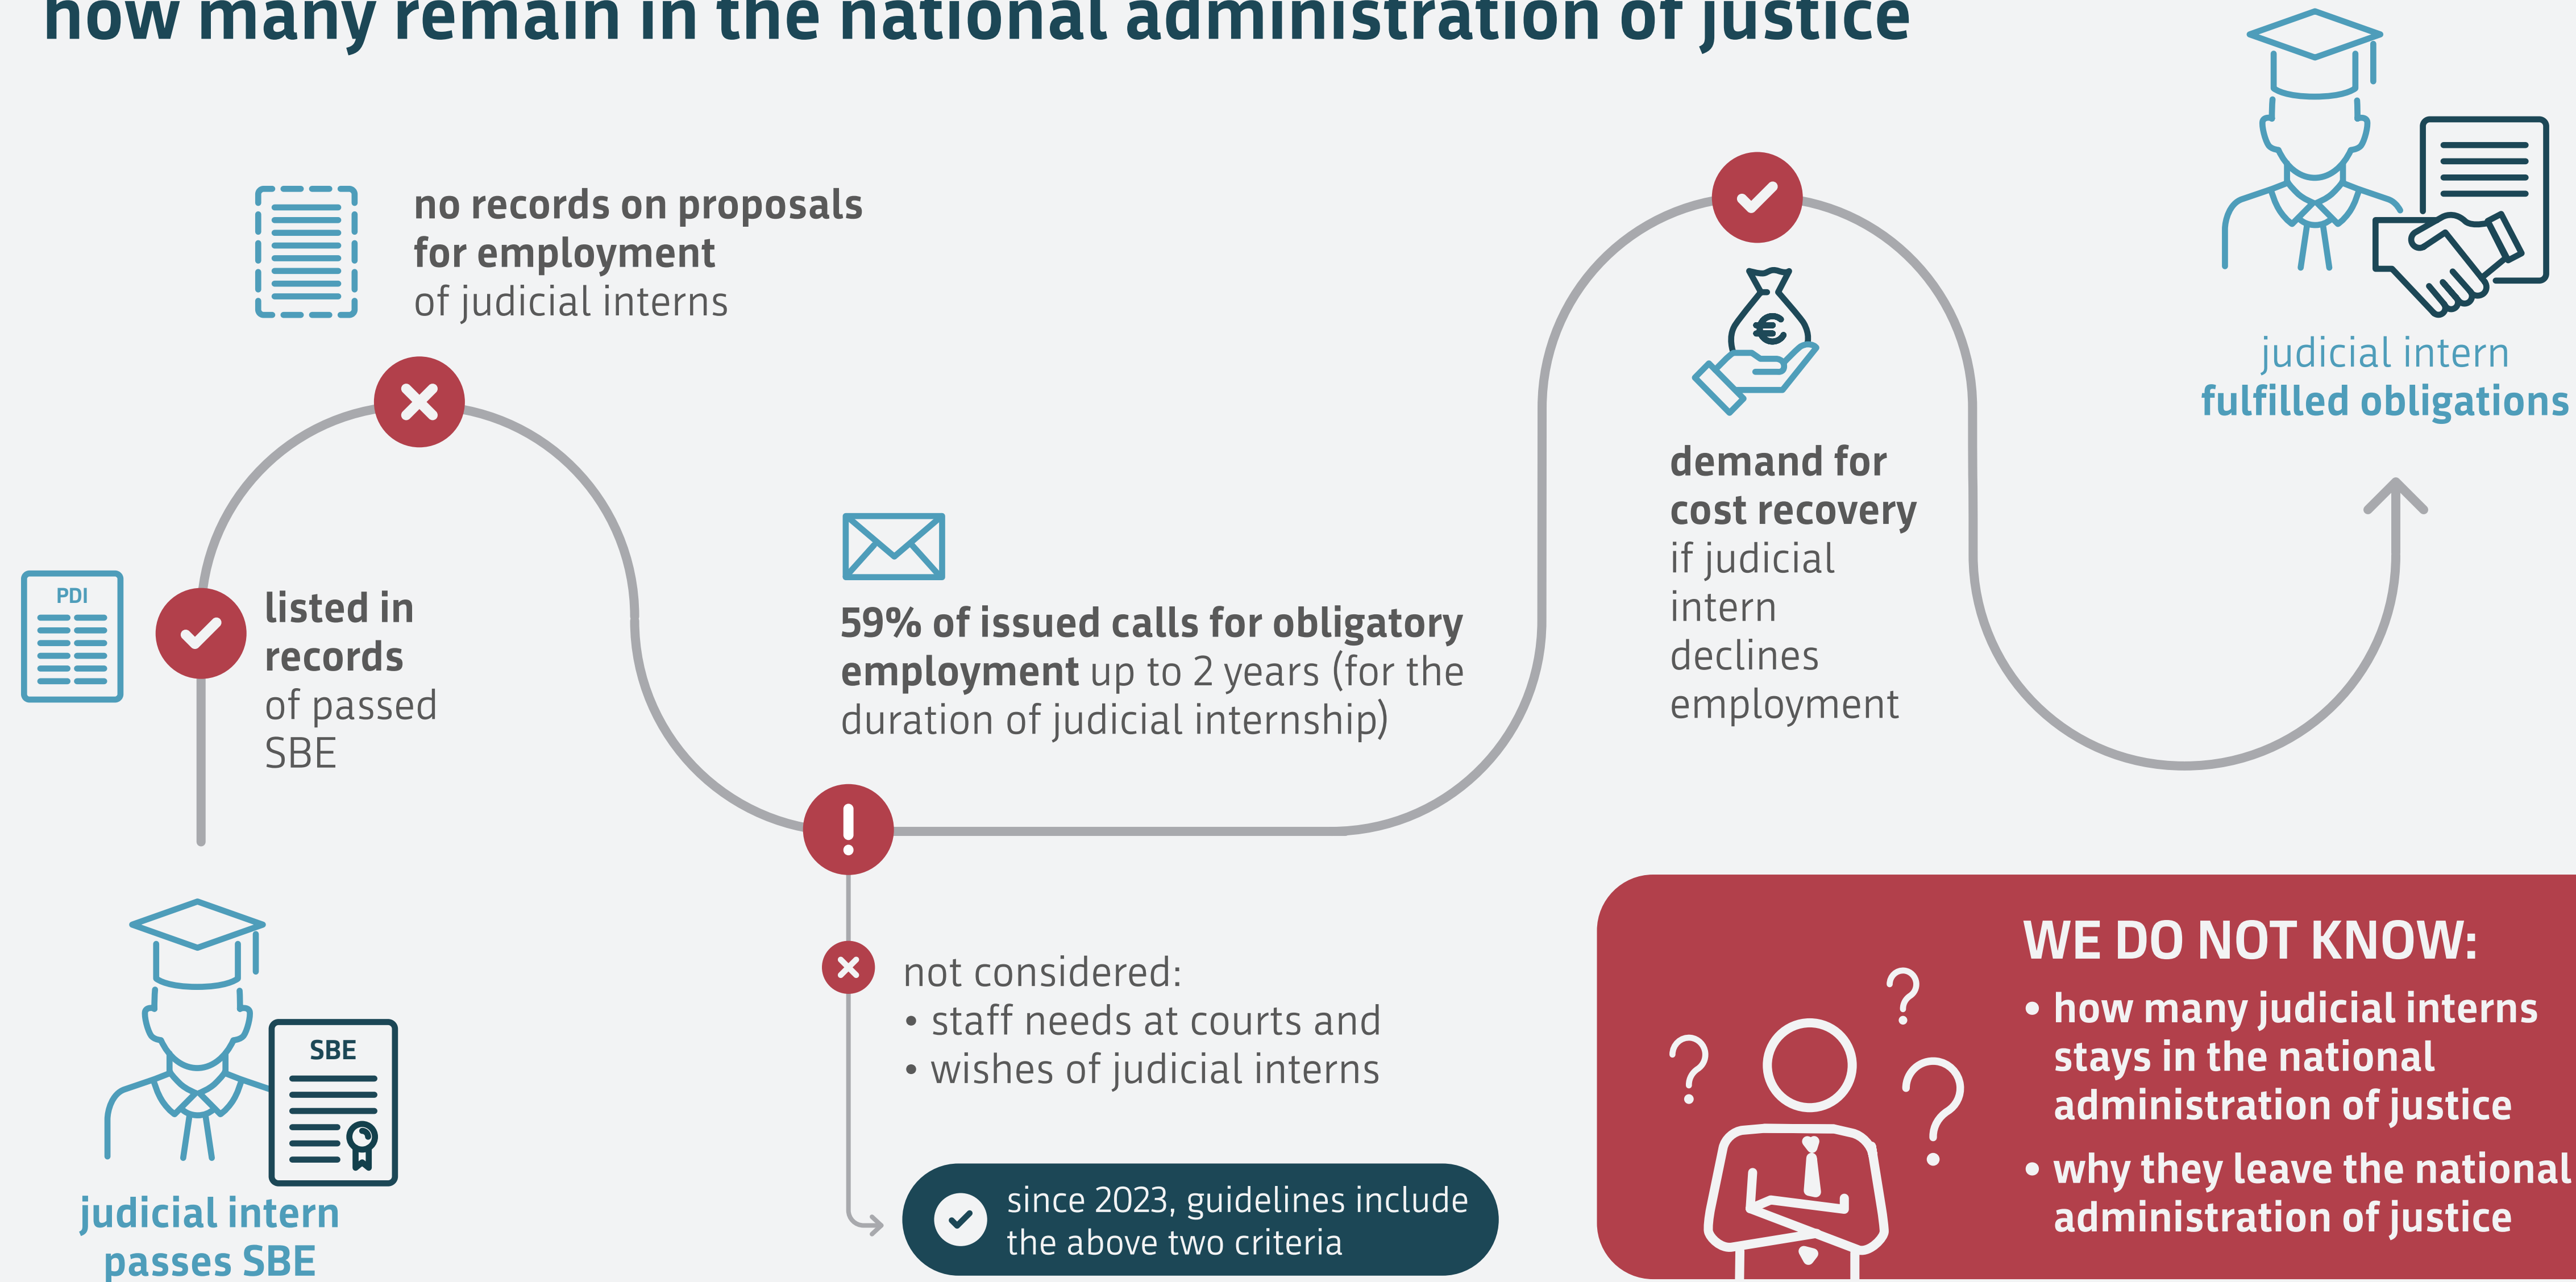 how many remain in the national administration of justice
no records on proposals
for employment
of judicial interns
PDI
listed in
records
of passed
SBE
59% of issued calls for obligatory
employment up to 2 years (for the
duration of judicial internship)
demand for
cost recovery
if judicial
intern
declines
employment
judicial intern
fulfilled obligations
SBE
judicial intern
passes SBE
not considered:
• staff needs at courts and
• wishes of judicial interns
since 2023, guidelines include
the above two criteria
WE DO NOT KNOW:
• how many judicial interns
stays in the national
administration of justice
• why they leave the national
administration of justice